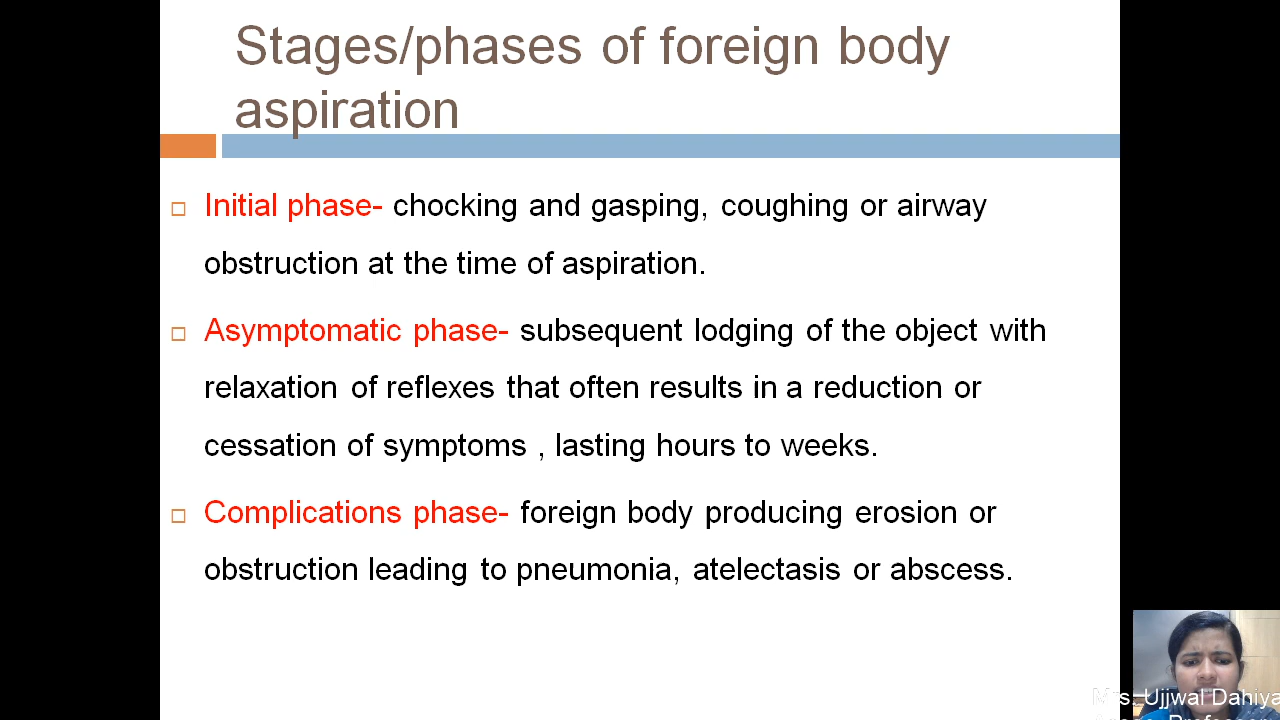 Stages/phases of foreign body
aspiration
Initial phase- chocking and gasping, coughing or airway
obstruction at the time of aspiration.
Asymptomatic phase- subsequent lodging of the object with
relaxation of reflexes that often results in a reduction or
cessation of symptoms , lasting hours to weeks.
Complications phase- foreign body producing erosion or
obstruction leading to pneumonia, atelectasis or abscess.
Mrs. Ujjwal Dahiya